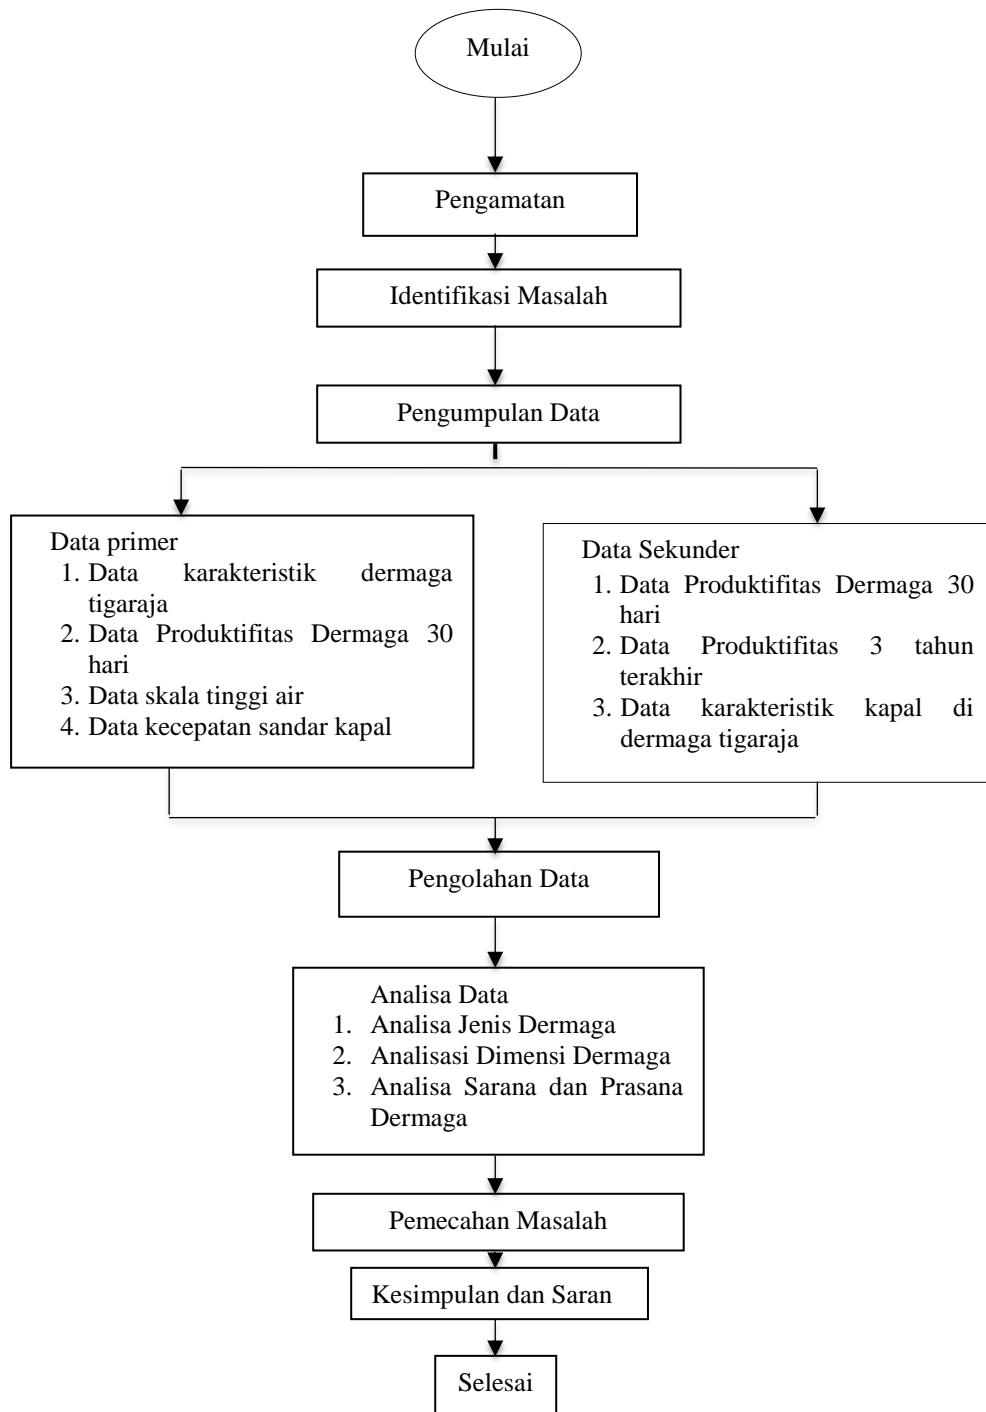 Mulai
Pengamatan
Identifikasi Masalah
Pengumpulan Data
Data primer
1. Data karakteristik dermaga
tigaraja
2. Data Produktifitas Dermaga 30
hari
3. Data skala tinggi air
4. Data kecepatan sandar kapal
Data Sekunder
1. Data Produktifitas Dermaga 30
hari
2. Data Produktifitas 3 tahun
terakhir
3. Data karakteristik kapal di
dermaga tigaraja
Pengolahan Data
Analisa Data
1. Analisa Jenis Dermaga
2. Analisasi Dimensi Dermaga
3. Analisa Sarana dan Prasana
Dermaga
Pemecahan Masalah
Kesimpulan dan Saran
Selesai